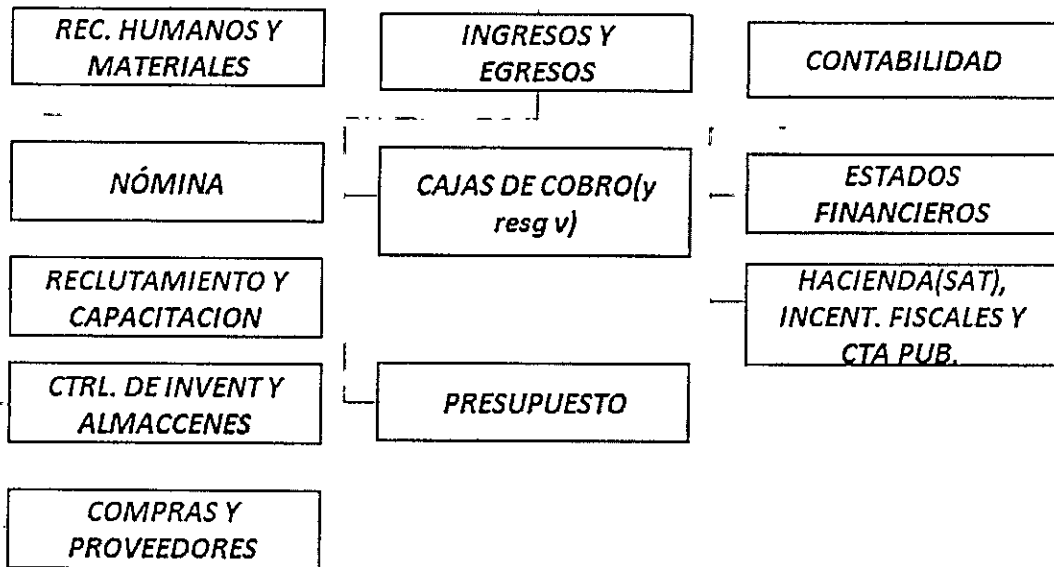 REC. HUMANOS Y
MATERIALES
INGRESOS Y
EGRESOS
CONTABILIDAD
NÓMINA
CAJAS DE COBRO(y
resg v)
ESTADOS
FINANCIEROS
RECLUTAMIENTO Y
CAPACITACION
HACIENDA(SAT),
INCENT. FISCALES Y
CTA PUB.
CTRL. DE INVENT Y
ALMACCENES
PRESUPUESTO
COMPRAS Y
PROVEEDORES